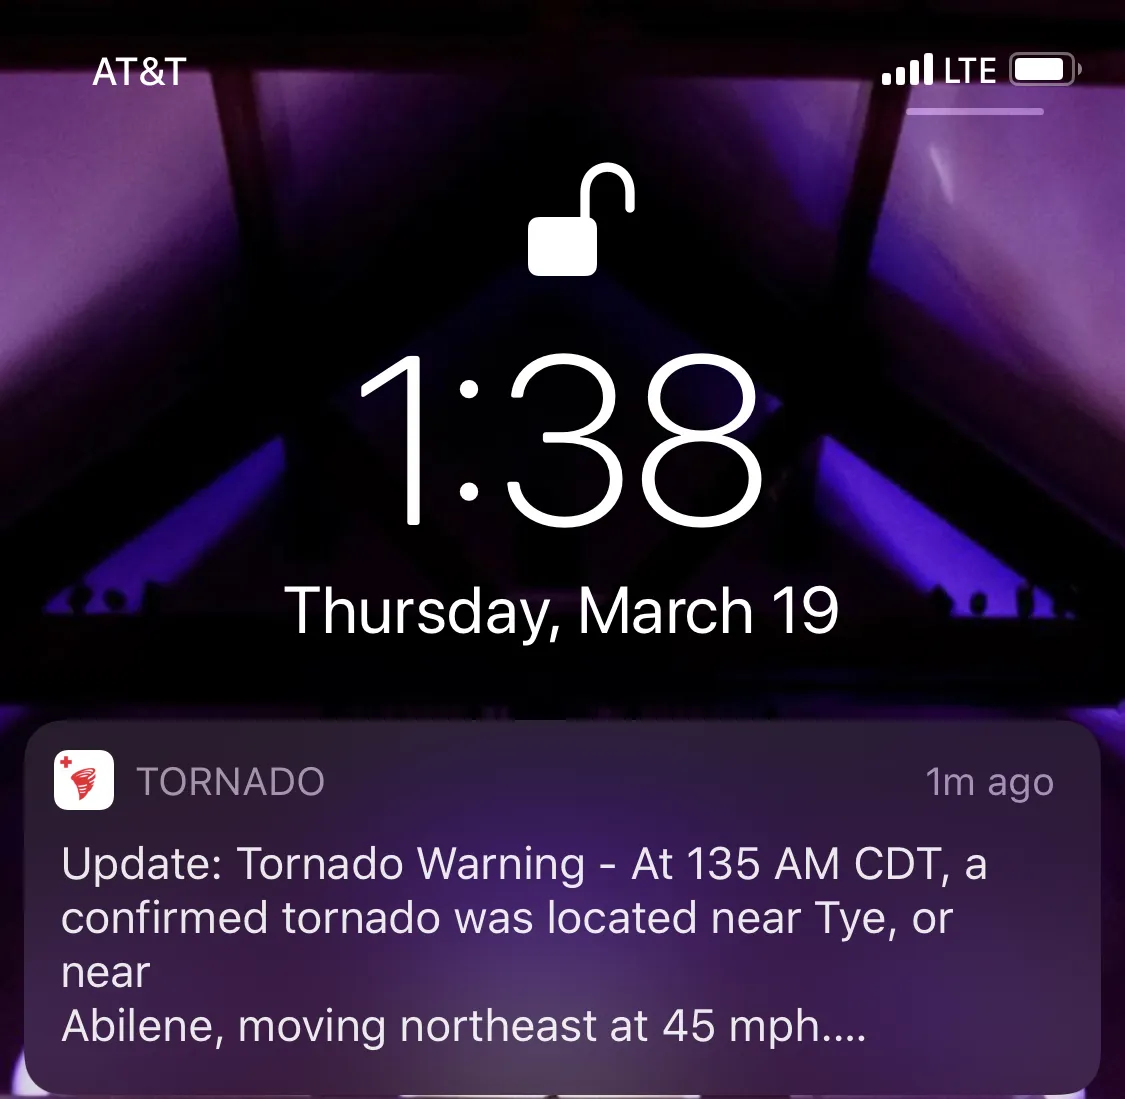 AT&T LTE
1:38
Thursday, March 19
TORNADO 1m ago
Update: Tornado Warning - At 135 AM CDT, a
confirmed tornado was located near Tye, or
near
Abilene, moving northeast at 45 mph....